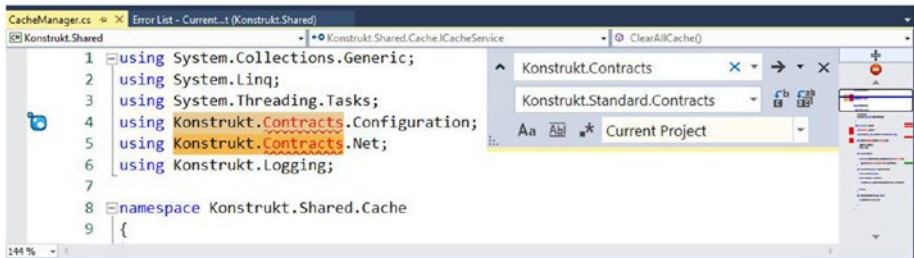 CacheManager.cs
Error List - Current...t (Konstrukt.Shared)
Konstrukt.Shared
Konstrukt.Shared.Cache.ICacheService
ClearAllCache()
1 using System.Collections.Generic;
2 using System.Linq;
3 using System.Threading.Tasks;
4 using Konstrukt.Contracts.Configuration;
5 using Konstrukt.Contracts.Net;
6 using Konstrukt.Logging;
7
8 namespace Konstrukt.Shared.Cache
9 {
Konstrukt.Contracts
Konstrukt.Standard.Contracts
Aa Abl .* Current Project
144 %